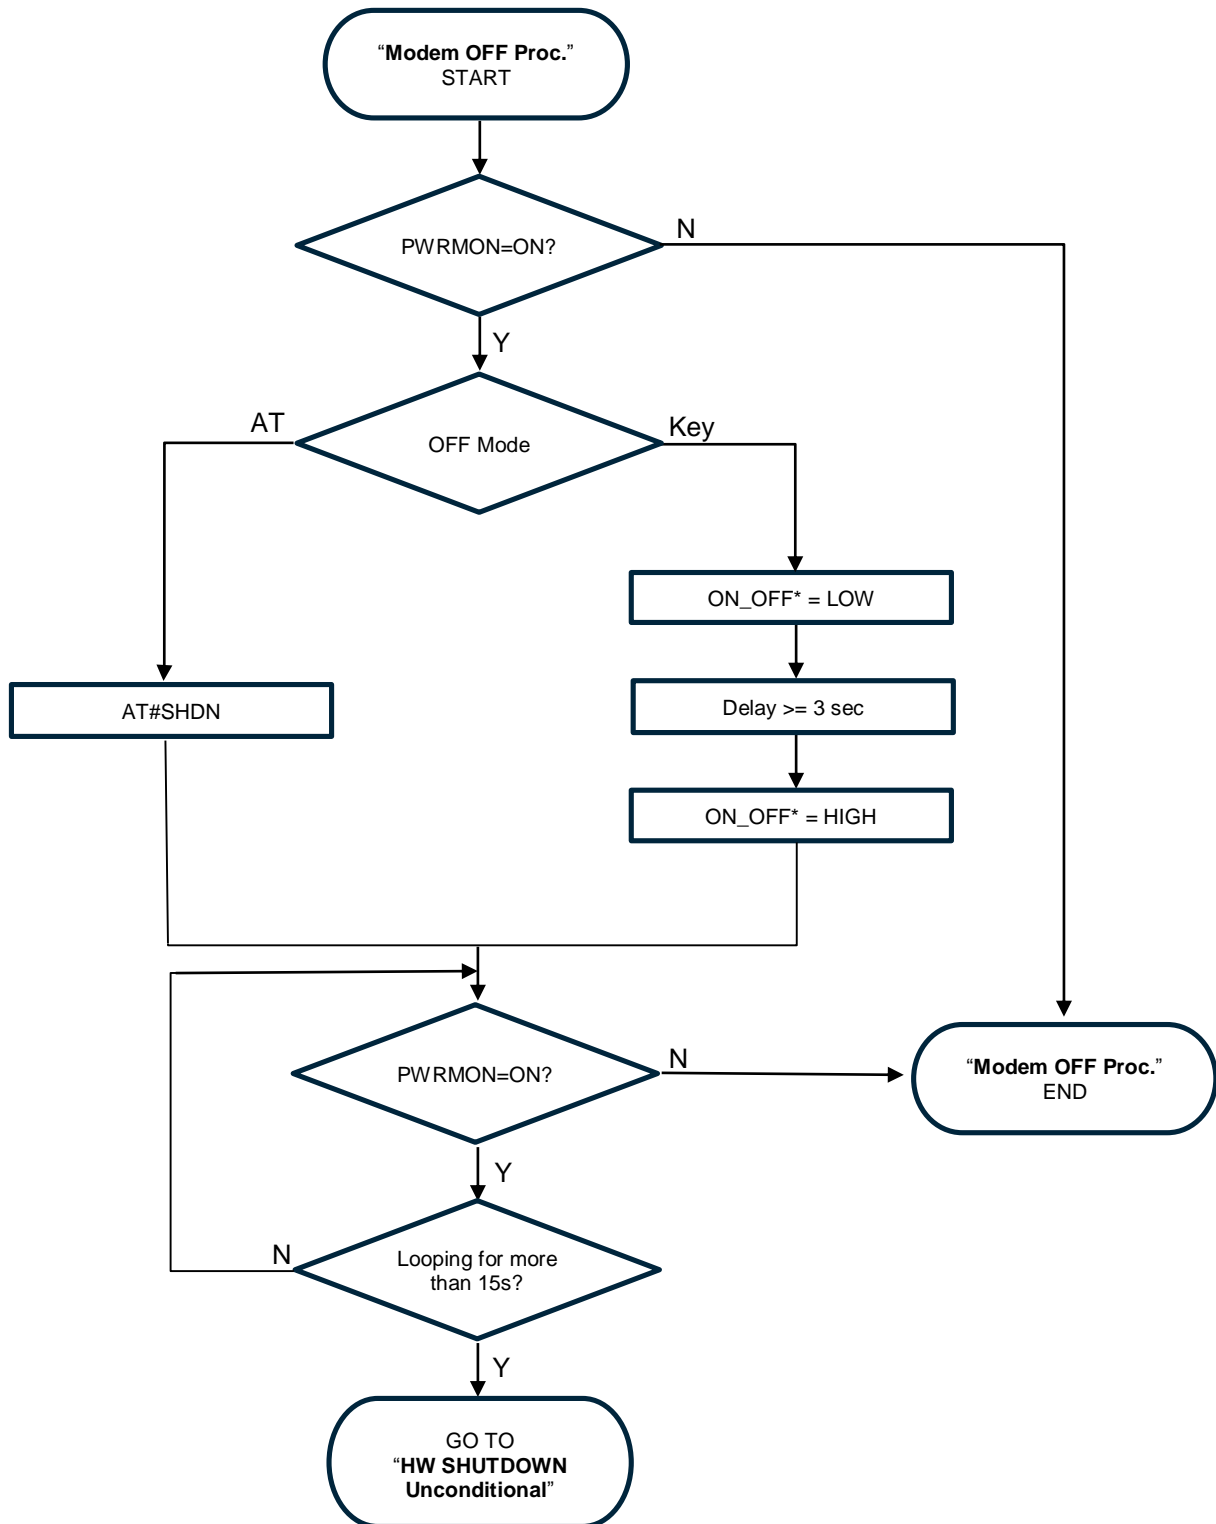 “Modem OFF Proc.”
START
PWRMON=ON?
N
Y
OFF Mode
AT
Key
ON_OFF* = LOW
AT#SHDN
Delay >= 3 sec
ON_OFF* = HIGH
PWRMON=ON?
N
“Modem OFF Proc.”
END
Y
Looping for more
than 15s?
N
Y
GO TO
“HW SHUTDOWN
Unconditional”